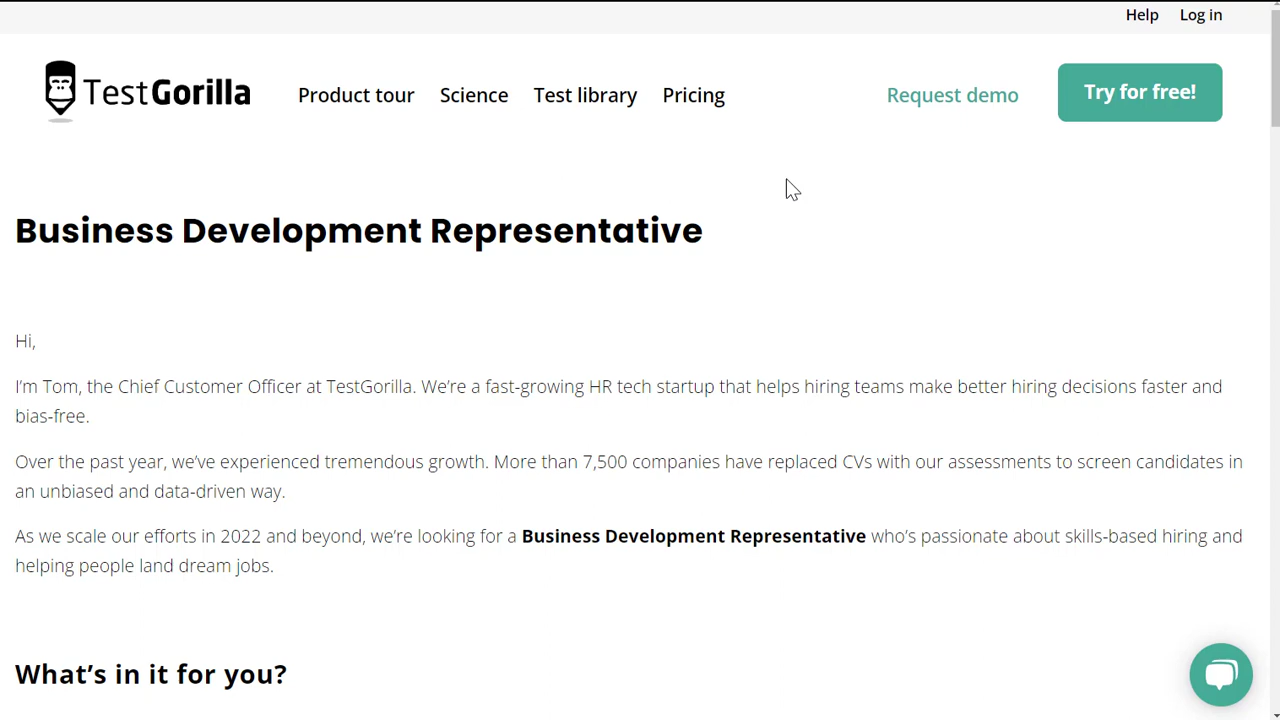 Help Log in
TestGorilla Product tour Science Test library Pricing Request demo Try for free!
Business Development Representative
Hi,
I’m Tom, the Chief Customer Officer at TestGorilla. We’re a fast-growing HR tech startup that helps hiring teams make better hiring decisions faster and
bias-free.
Over the past year, we’ve experienced tremendous growth. More than 7,500 companies have replaced CVs with our assessments to screen candidates in
an unbiased and data-driven way.
As we scale our efforts in 2022 and beyond, we’re looking for a Business Development Representative who’s passionate about skills-based hiring and
helping people land dream jobs.
What’s in it for you?